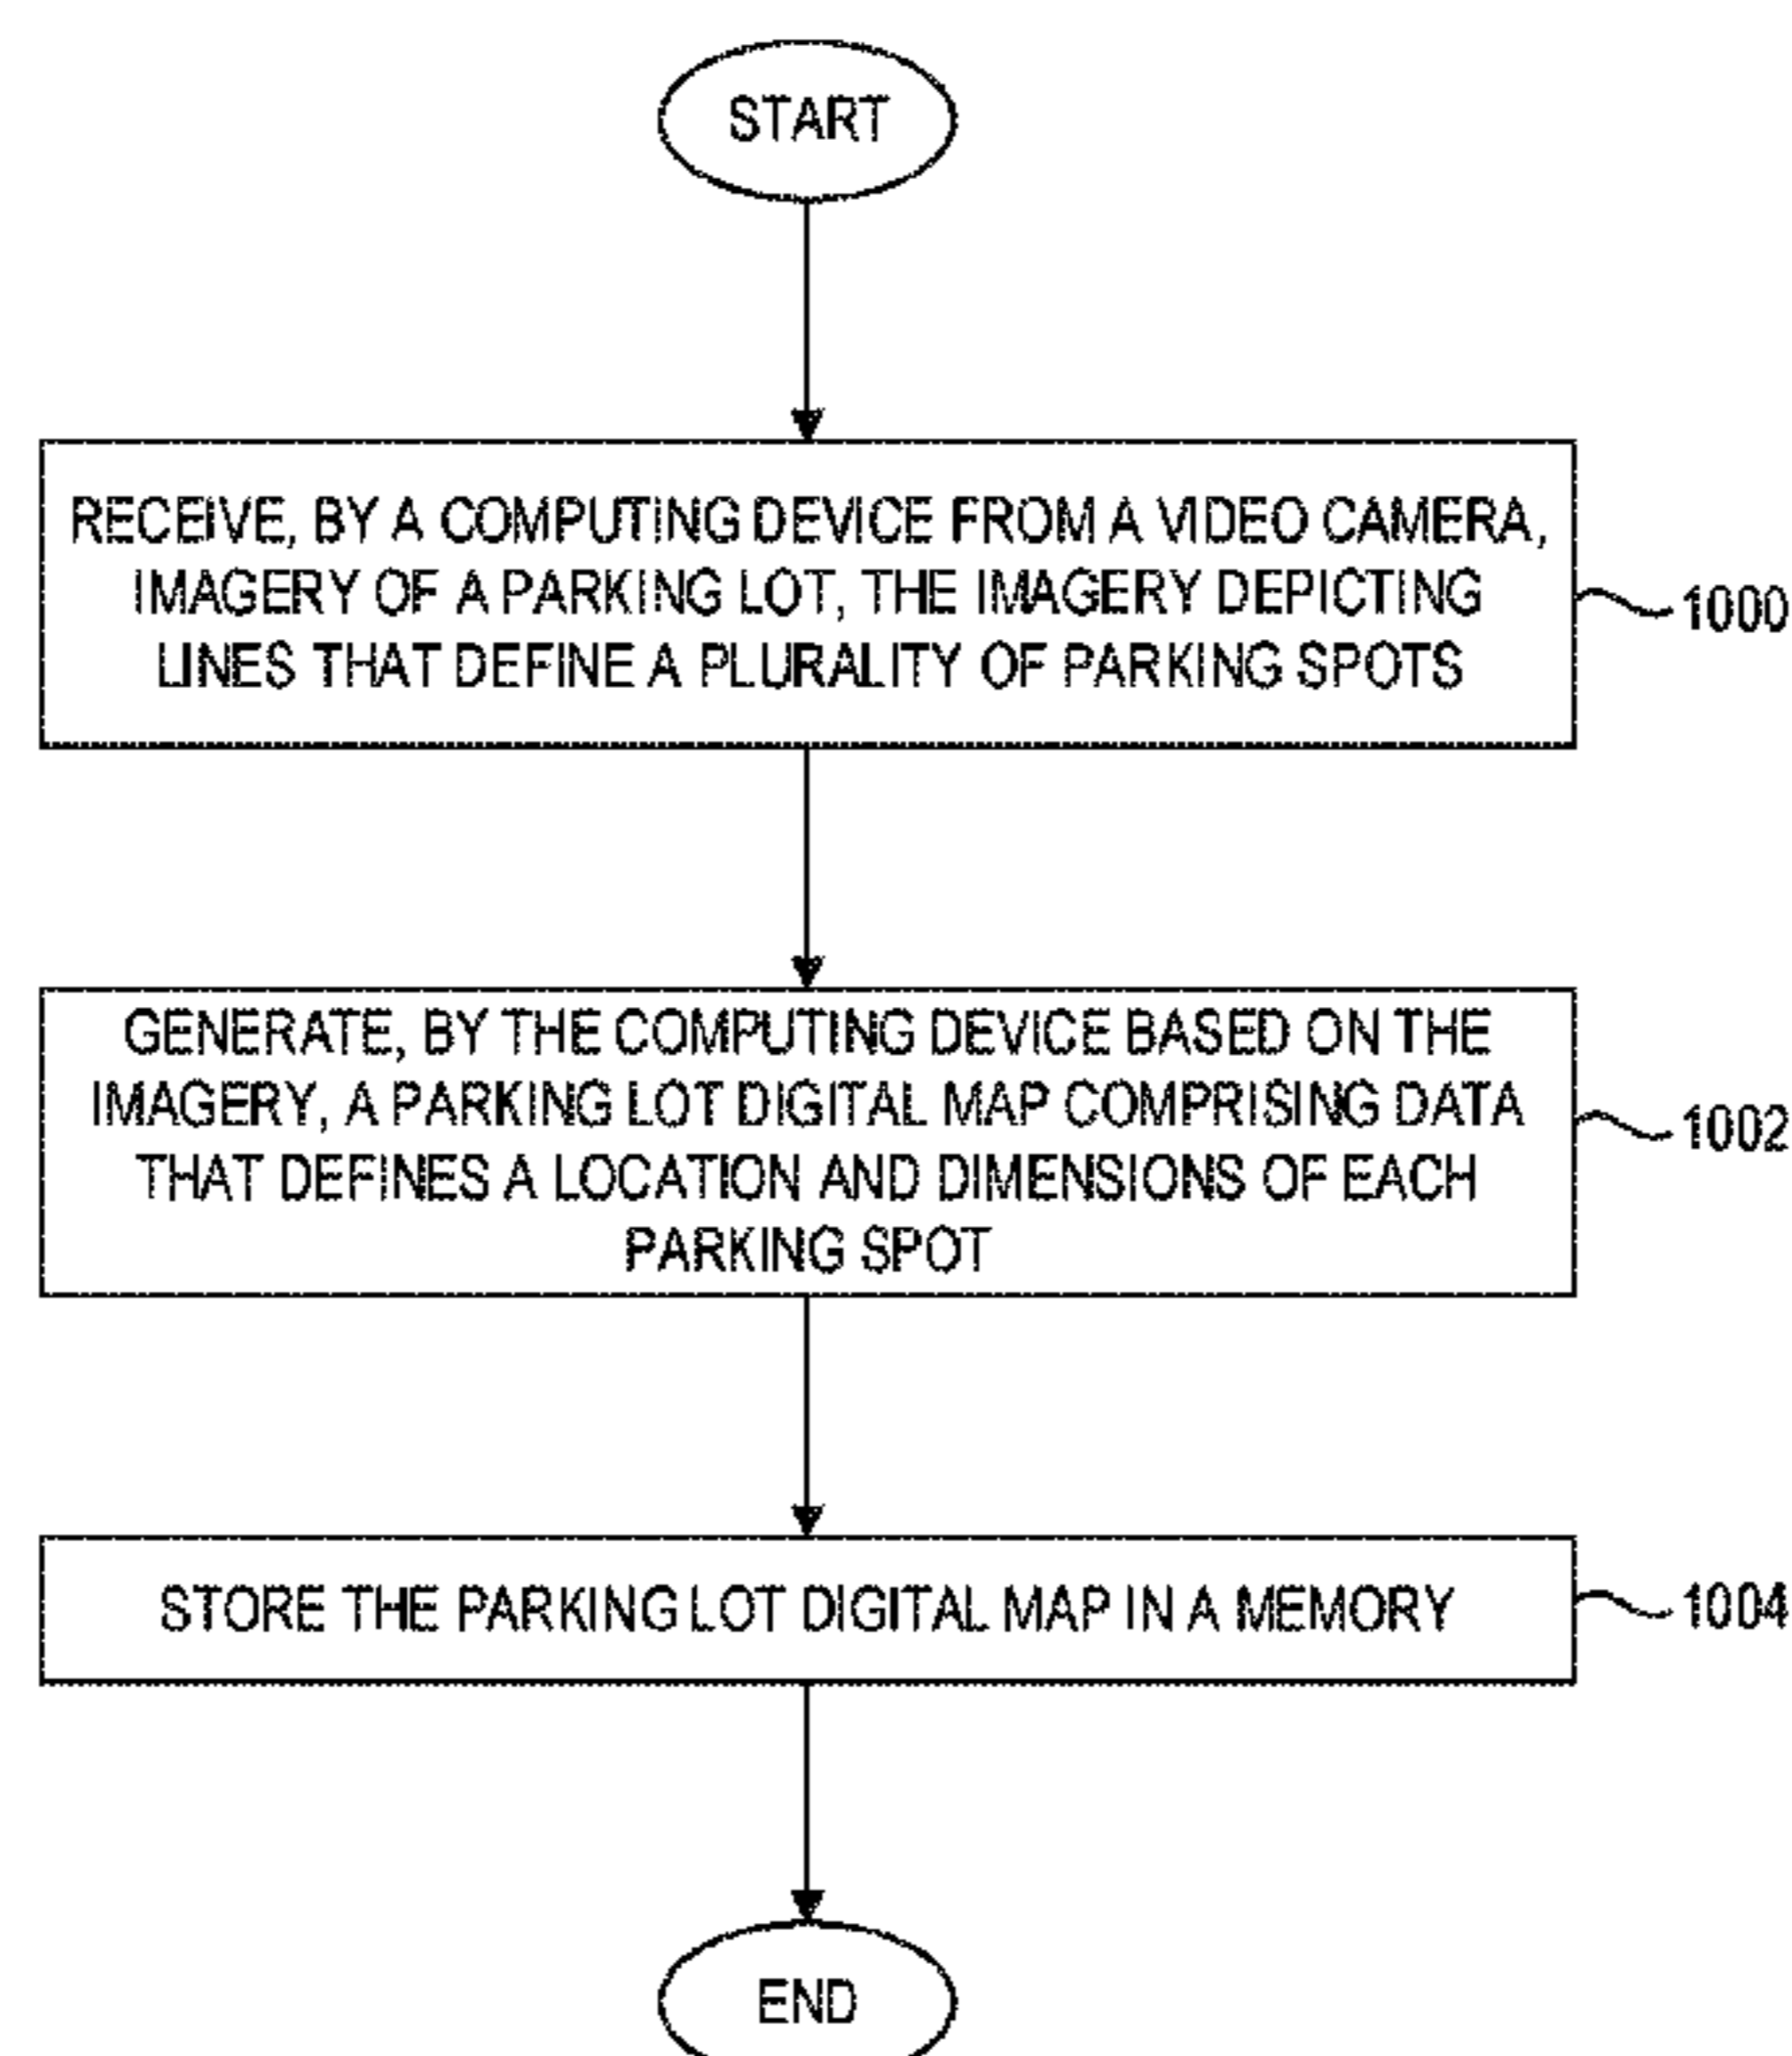 START
RECEIVE, BY A COMPUTING DEVICE FROM A VIDEO CAMERA,
IMAGERY OF A PARKING LOT, THE IMAGERY DEPICTING
LINES THAT DEFINE A PLURALITY OF PARKING SPOTS
1000
GENERATE, BY THE COMPUTING DEVICE BASED ON THE
IMAGERY, A PARKING LOT DIGITAL MAP COMPRISING DATA
THAT DEFINES A LOCATION AND DIMENSIONS OF EACH
PARKING SPOT
1002
STORE THE PARKING LOT DIGITAL MAP IN A MEMORY
1004
END